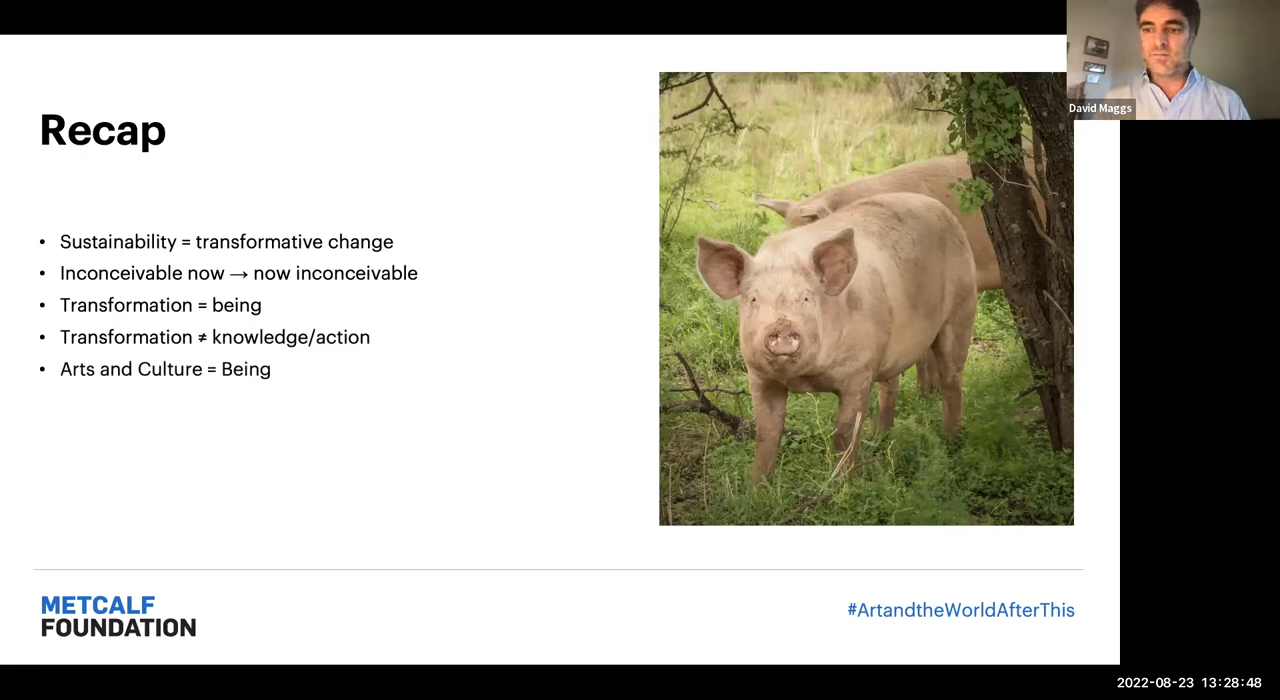 David Maggs
Recap
• Sustainability = transformative change
• Inconceivable now → now inconceivable
• Transformation = being
• Transformation ≠ knowledge/action
• Arts and Culture = Being
METCALF
FOUNDATION
#ArtandtheWorldAfterThis
2022-08-23 13:28:48